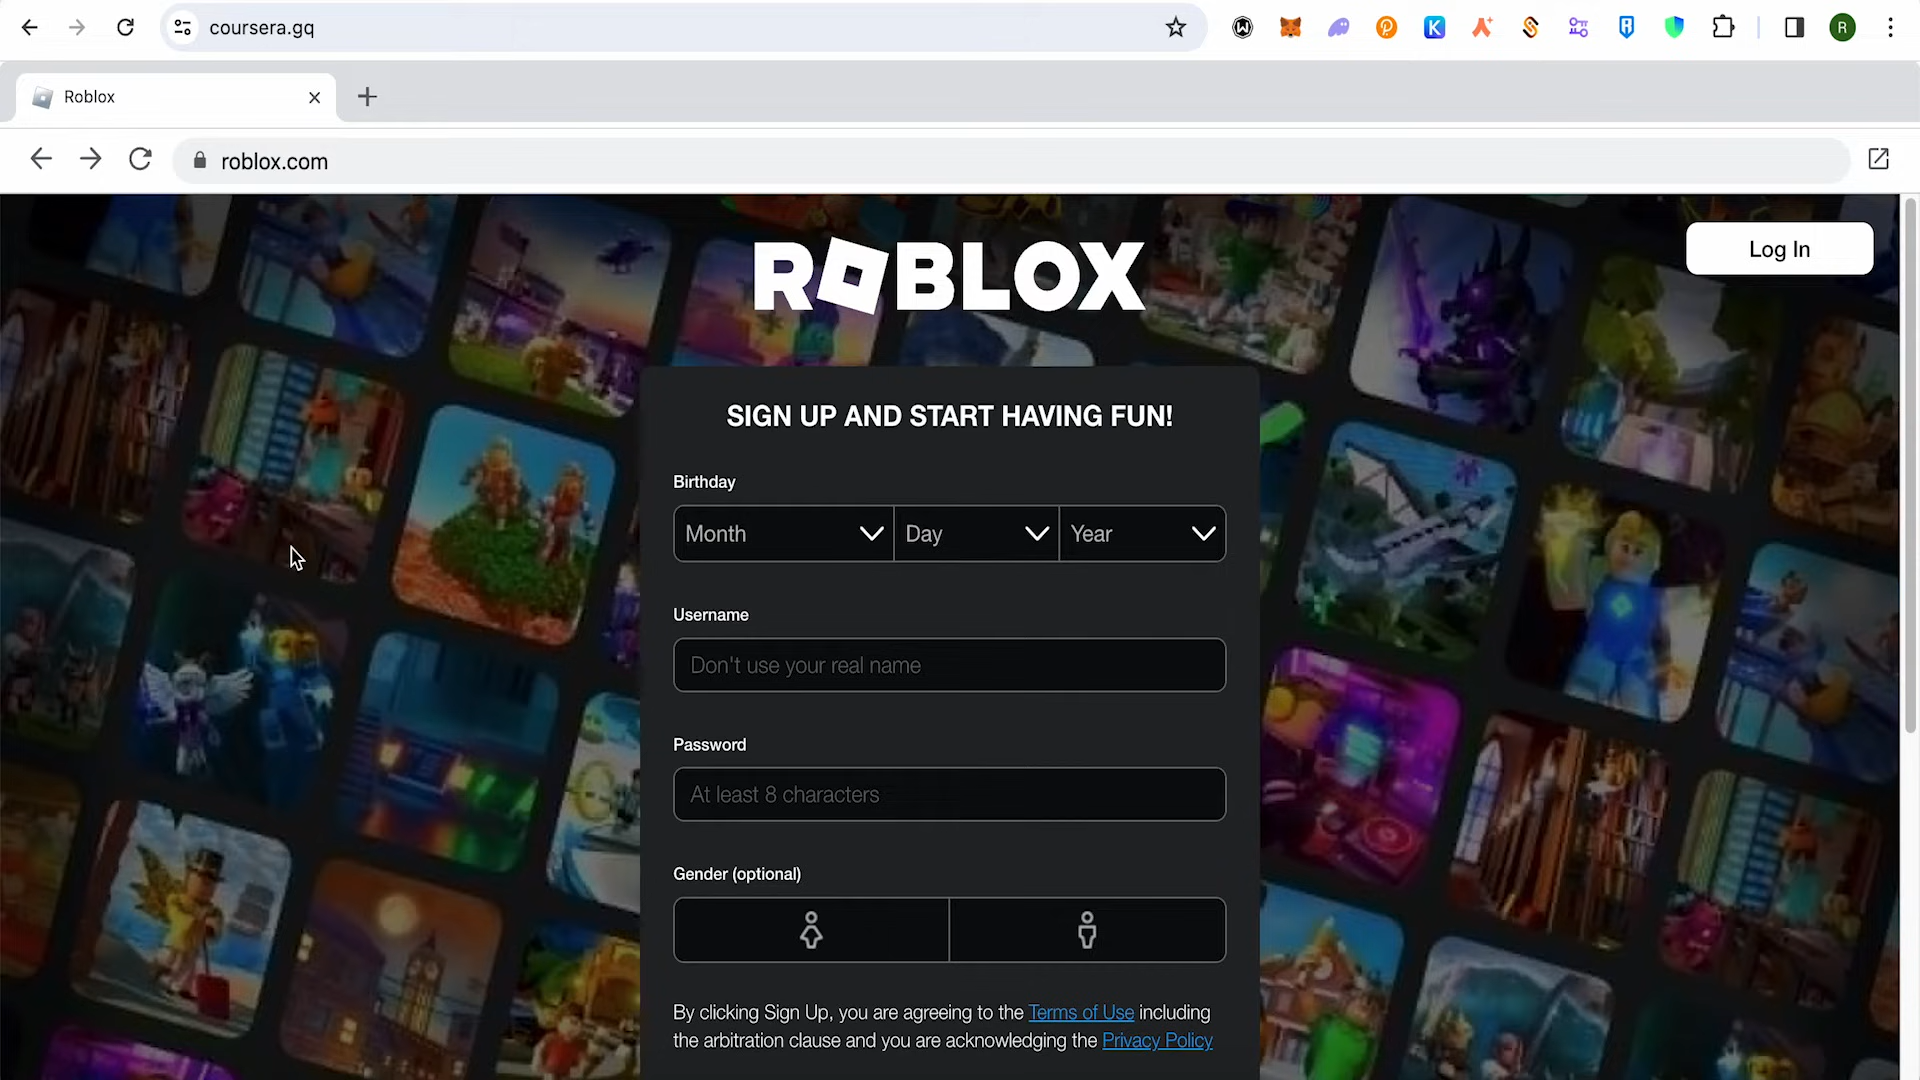 coursera.gq
R
Roblox
roblox.com
ROBLOX
Log In
SIGN UP AND START HAVING FUN!
Birthday
Month Day Year
Username
Don't use your real name
Password
At least 8 characters
Gender (optional)
By clicking Sign Up, you are agreeing to the Terms of Use including
the arbitration clause and you are acknowledging the Privacy Policy